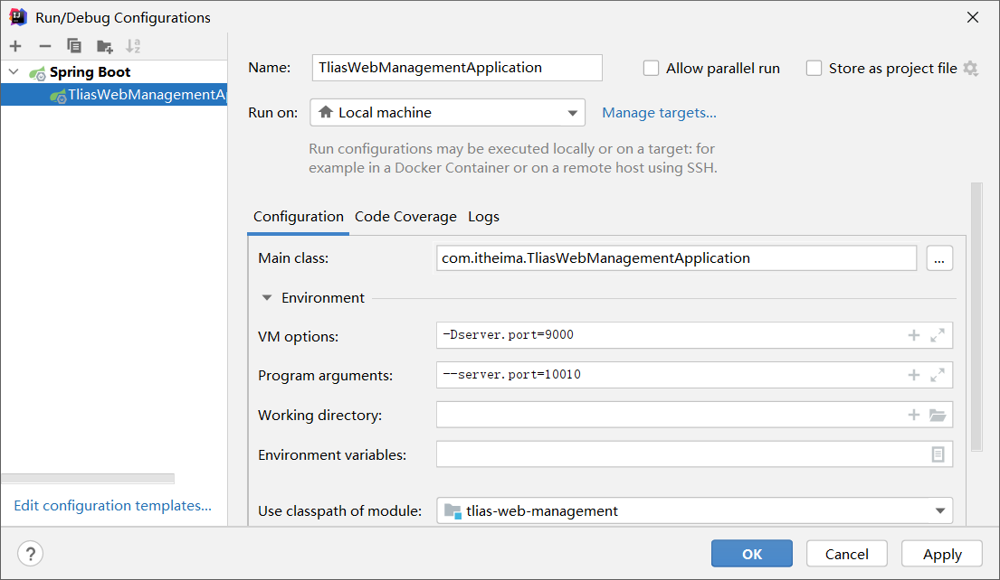 Run/Debug Configurations
Spring Boot
TliasWebManagementA
Edit configuration templates...
Name:
TliasWebManagementApplication
Allow parallel run
Store as project file
Run on:
Local machine
Manage targets...
Run configurations may be executed locally or on a target: for
example in a Docker Container or on a remote host using SSH.
Configuration Code Coverage Logs
Main class:
com.itheima.TliasWebManagementApplication
...
Environment
VM options:
-Dserver.port=9000
Program arguments:
--server.port=10010
Working directory:
Environment variables:
Use classpath of module:
tlias-web-management
?
OK
Cancel
Apply